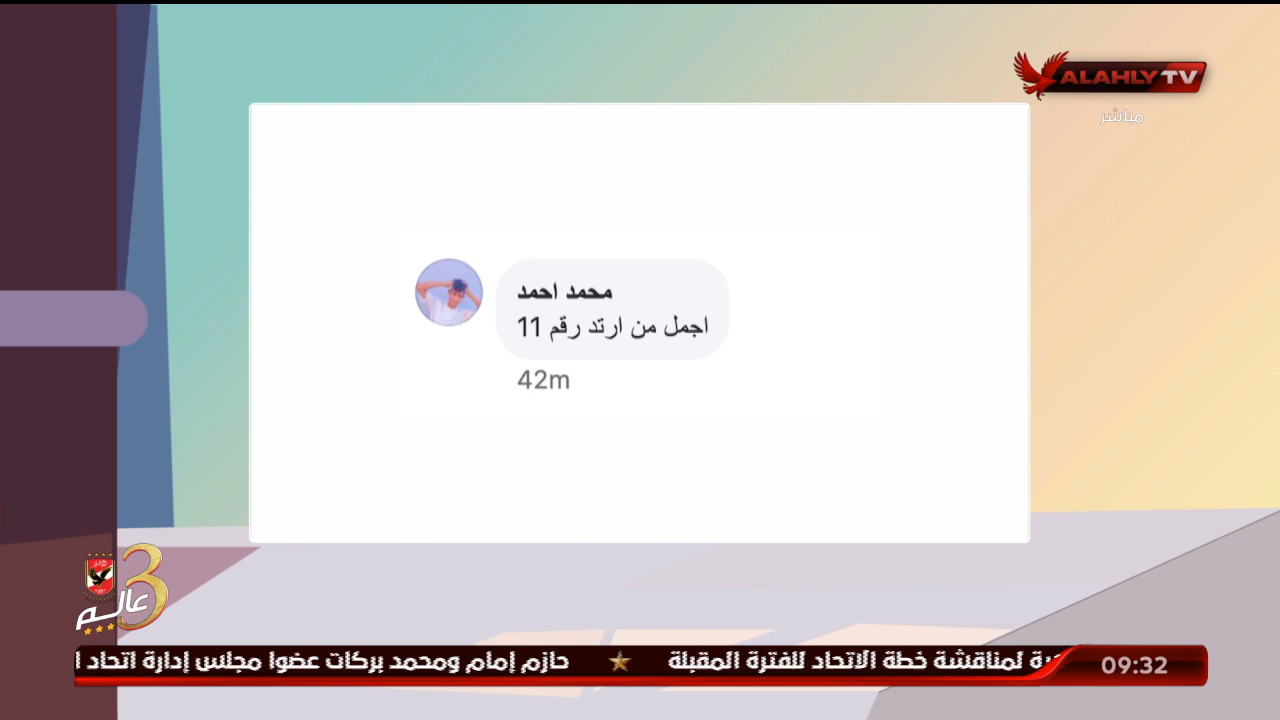 ALAHLY TV
مباشر
محمد احمد
اجمل من ارتد رقم 11
42m
3 عالم
لمناقشة خطة الاتحاد للفترة المقبلة ★ حازم إمام ومحمد بركات عضوا مجلس إدارة اتحاد
09:32